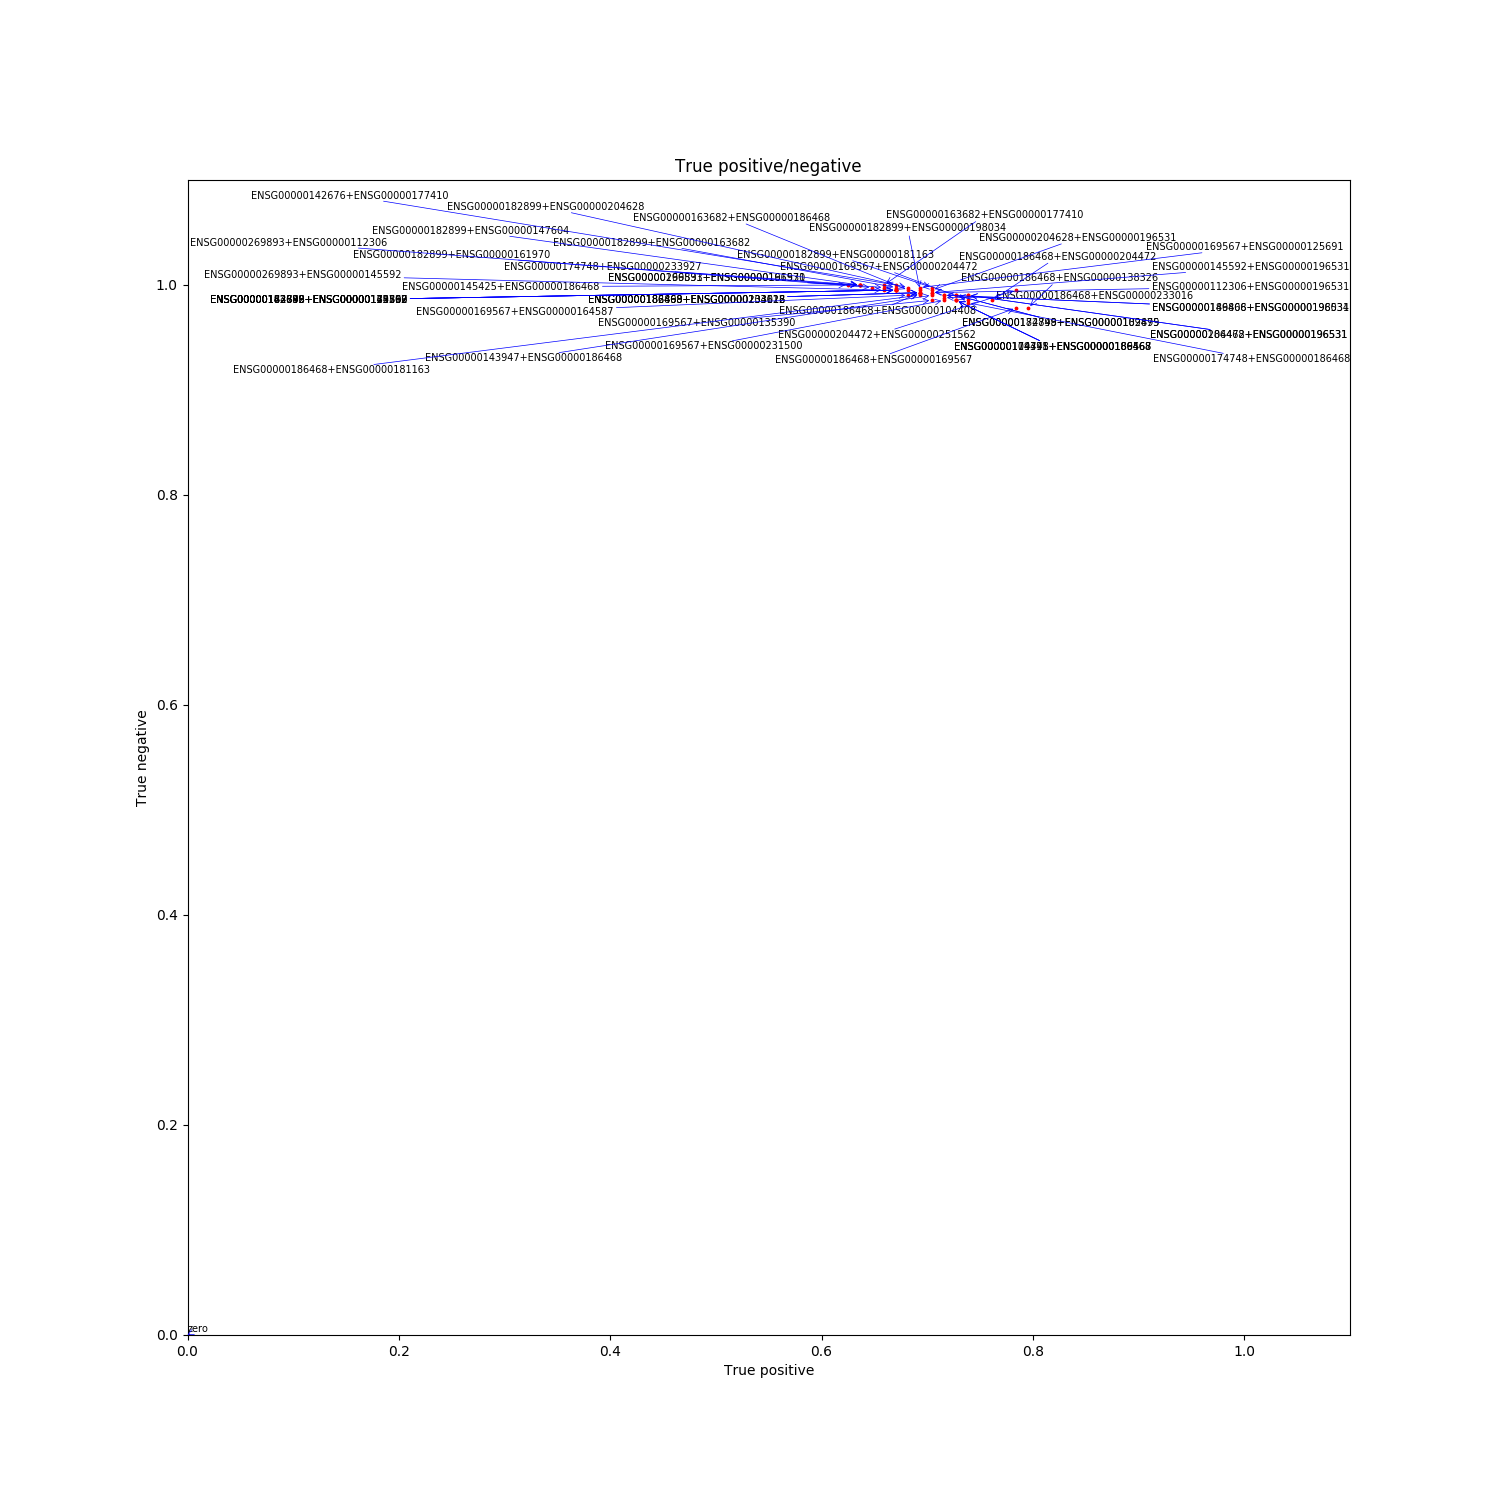 True positive/negative
ENSG00000142676+ENSG00000177410
ENSG00000182899+ENSG00000204628
ENSG00000163682+ENSG00000186468
ENSG00000163682+ENSG00000177410
ENSG00000182899+ENSG00000198034
ENSG00000182899+ENSG00000147604
ENSG00000204628+ENSG00000196531
ENSG00000269893+ENSG00000112306
ENSG00000182899+ENSG00000163682
ENSG00000169567+ENSG00000125691
ENSG00000182899+ENSG00000161970
ENSG00000182899+ENSG00000181163
ENSG00000186468+ENSG00000204472
ENSG00000174748+ENSG00000233927
ENSG00000169567+ENSG00000204472
ENSG00000145592+ENSG00000196531
ENSG00000269893+ENSG00000145592
ENSG00000186468+ENSG00000138326
ENSG00000145425+ENSG00000186468
ENSG00000112306+ENSG00000196531
ENSG00000186468+ENSG00000233016
ENSG00000169567+ENSG00000164587
ENSG00000186468+ENSG00000104408
ENSG00000169567+ENSG00000135390
ENSG00000204472+ENSG00000251562
ENSG00000169567+ENSG00000231500
ENSG00000143947+ENSG00000186468
ENSG00000186468+ENSG00000169567
ENSG00000174748+ENSG00000186468
ENSG00000186468+ENSG00000181163
1.0
0.8
0.6
0.4
0.2
0.0
True negative
zero
0.0
0.2
0.4
0.6
0.8
1.0
True positive